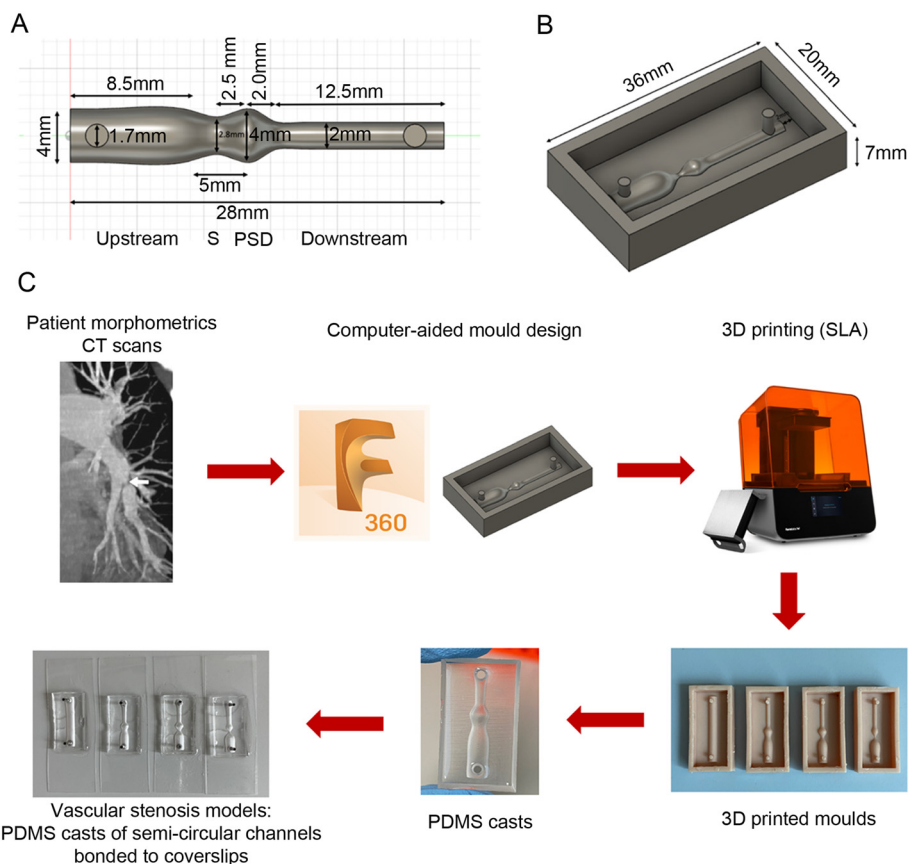 A
8.5mm
2.5 mm
2.0mm
12.5mm
4mm
1.7mm
2.8mm
4mm
2mm
5mm
28mm
Upstream S PSD Downstream
B
36mm
20mm
7mm
C
Patient morphometrics
CT scans
Computer-aided mould design
3D printing (SLA)
360
Vascular stenosis models:
PDMS casts of semi-circular channels
bonded to coverslips
PDMS casts
3D printed moulds